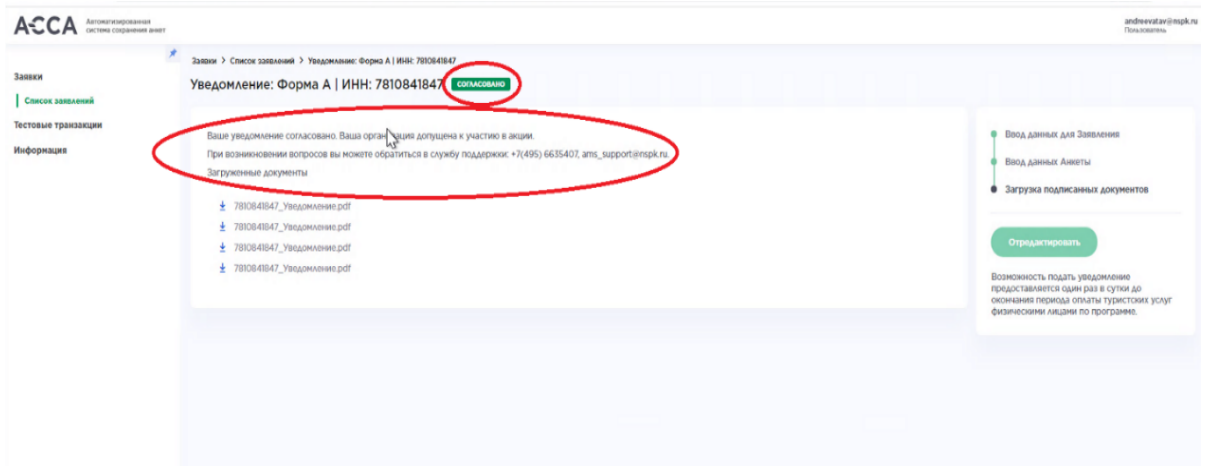 АССА
Автоматизированная
система сохранения анкет
andreevatav@nspk.ru
Пользователь
Заявки
Список заявлений
Тестовые транзакции
Информация
Заявки > Список заявлений > Уведомление: Форма А | ИНН: 7810841847
Уведомление: Форма А | ИНН: 7810841847 СОГЛАСОВАНО
Ваше уведомление согласовано. Ваша организация допущена к участию в акции.
При возникновении вопросов вы можете обратиться в службу поддержки: +7(495) 6635407, ams_support@nspk.ru.
Загруженные документы
7810841847_Уведомление.pdf
7810841847_Уведомление.pdf
7810841847_Уведомление.pdf
7810841847_Уведомление.pdf
Ввод данных для Заявления
Ввод данных Анкеты
Загрузка подписанных документов
Отредактировать
Возможность подать уведомление
предоставляется один раз в сутки до
окончания периода оплаты туристских услуг
физическими лицами по программе.